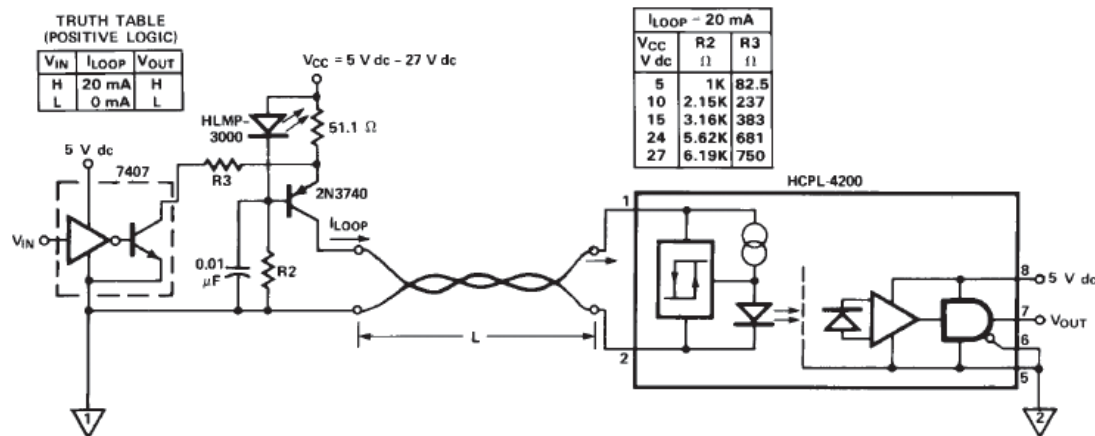 TRUTH TABLE
(POSITIVE LOGIC)
VIN ILOOP VOUT
H 20 mA H
L 0 mA L
VCC = 5 V dc – 27 V dc
HLMP-
3000
51.1 Ω
5 V dc
7407
R3
2N3740
VIN
0.01
μF
R2
ILOOP
L
ILOOP – 20 mA
VCC R2 R3
V dc Ω Ω
5 1K 82.5
10 2.15K 237
15 3.16K 383
24 5.62K 681
27 6.19K 750
HCPL-4200
1
2
8
5 V dc
7
VOUT
6
5
1
2